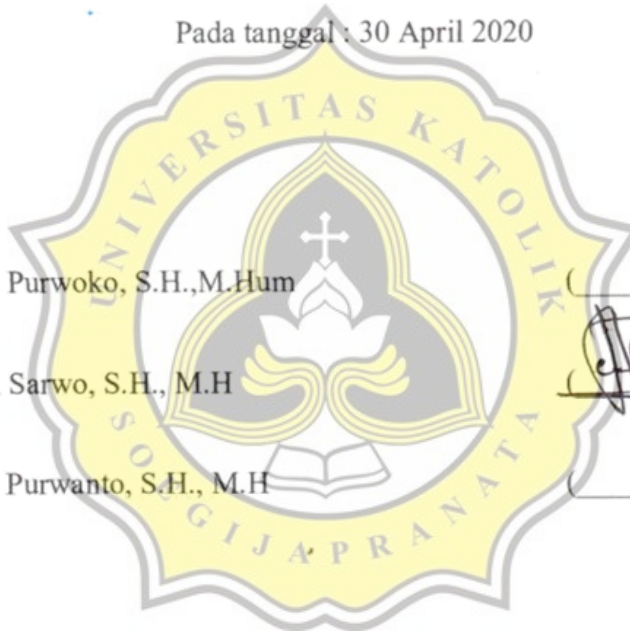 Pada tanggal : 30 April 2020
UNIVERSITAS KATOLIK
Purwoko, S.H.,M.Hum (
Sarwo, S.H., M.H (
Purwanto, S.H., M.H (
SOEGIJAPRANATA